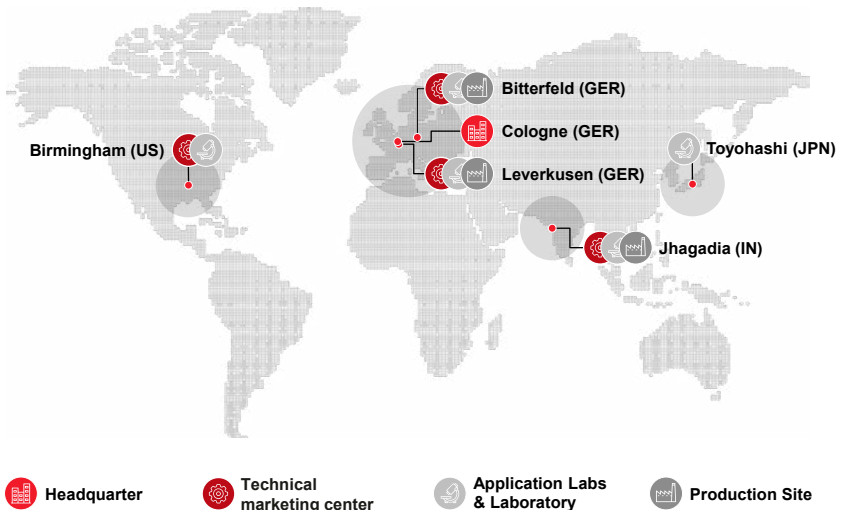 Bitterfeld (GER)
Cologne (GER)
Birmingham (US)
Toyohashi (JPN)
Leverkusen (GER)
Jhagadia (IN)
Headquarter
Technical
marketing center
Application Labs
& Laboratory
Production Site